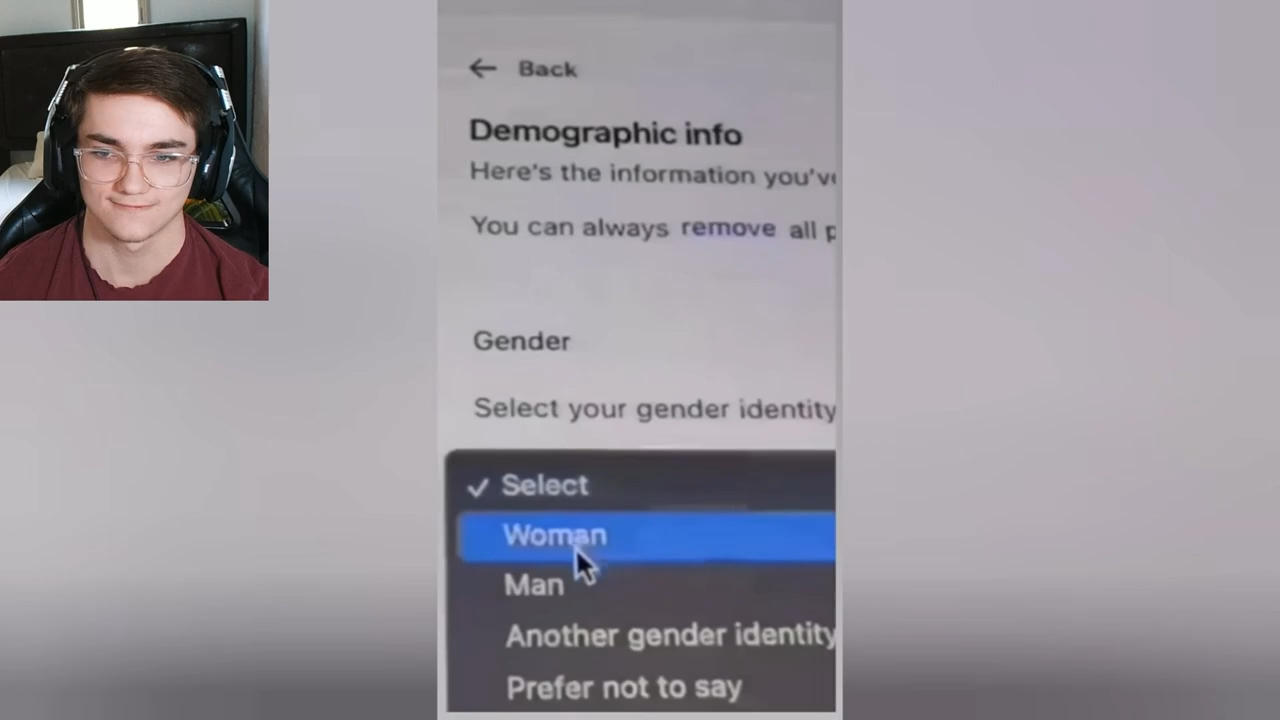 ← Back
Demographic info
Here's the information you've
You can always remove all p
Gender
Select your gender identity
✓ Select
Woman
Man
Another gender identity
Prefer not to say